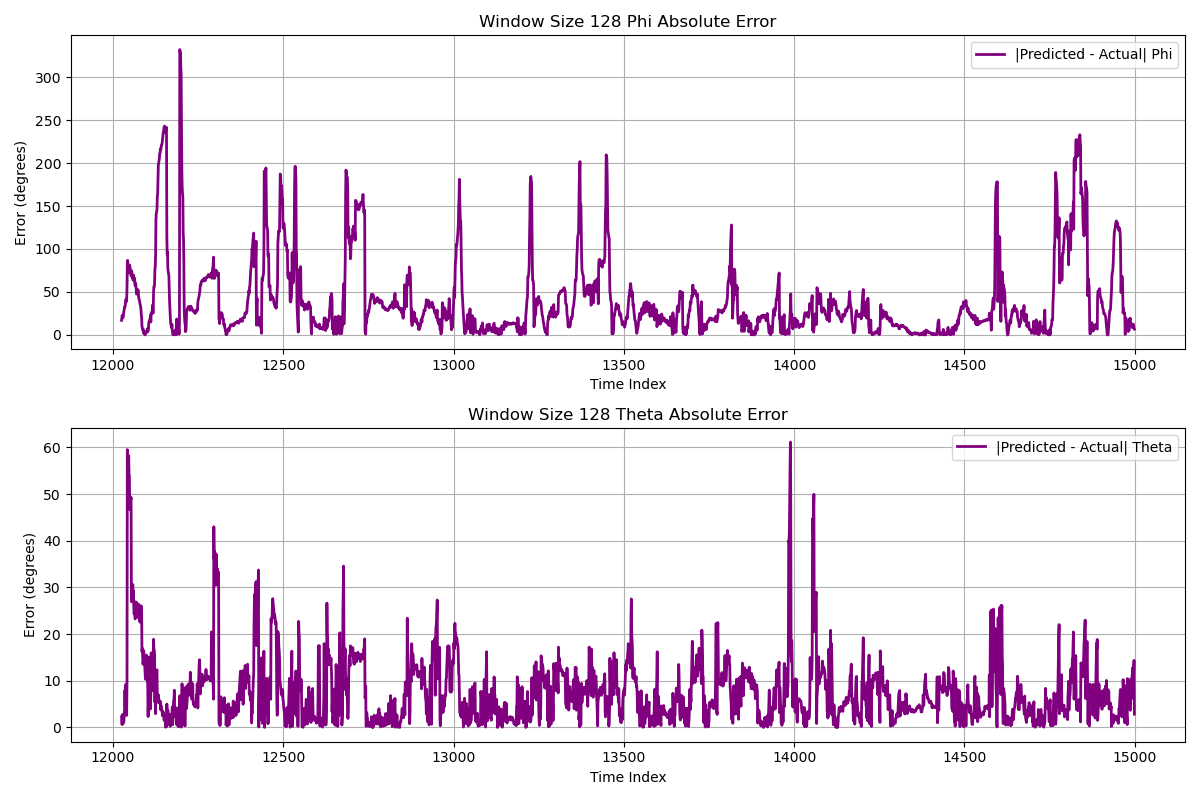 Window Size 128 Phi Absolute Error
|Predicted - Actual| Phi
Error (degrees)
300
250
200
150
100
50
0
12000 12500 13000 13500 14000 14500 15000
Time Index
Window Size 128 Theta Absolute Error
|Predicted - Actual| Theta
Error (degrees)
60
50
40
30
20
10
0
12000 12500 13000 13500 14000 14500 15000
Time Index